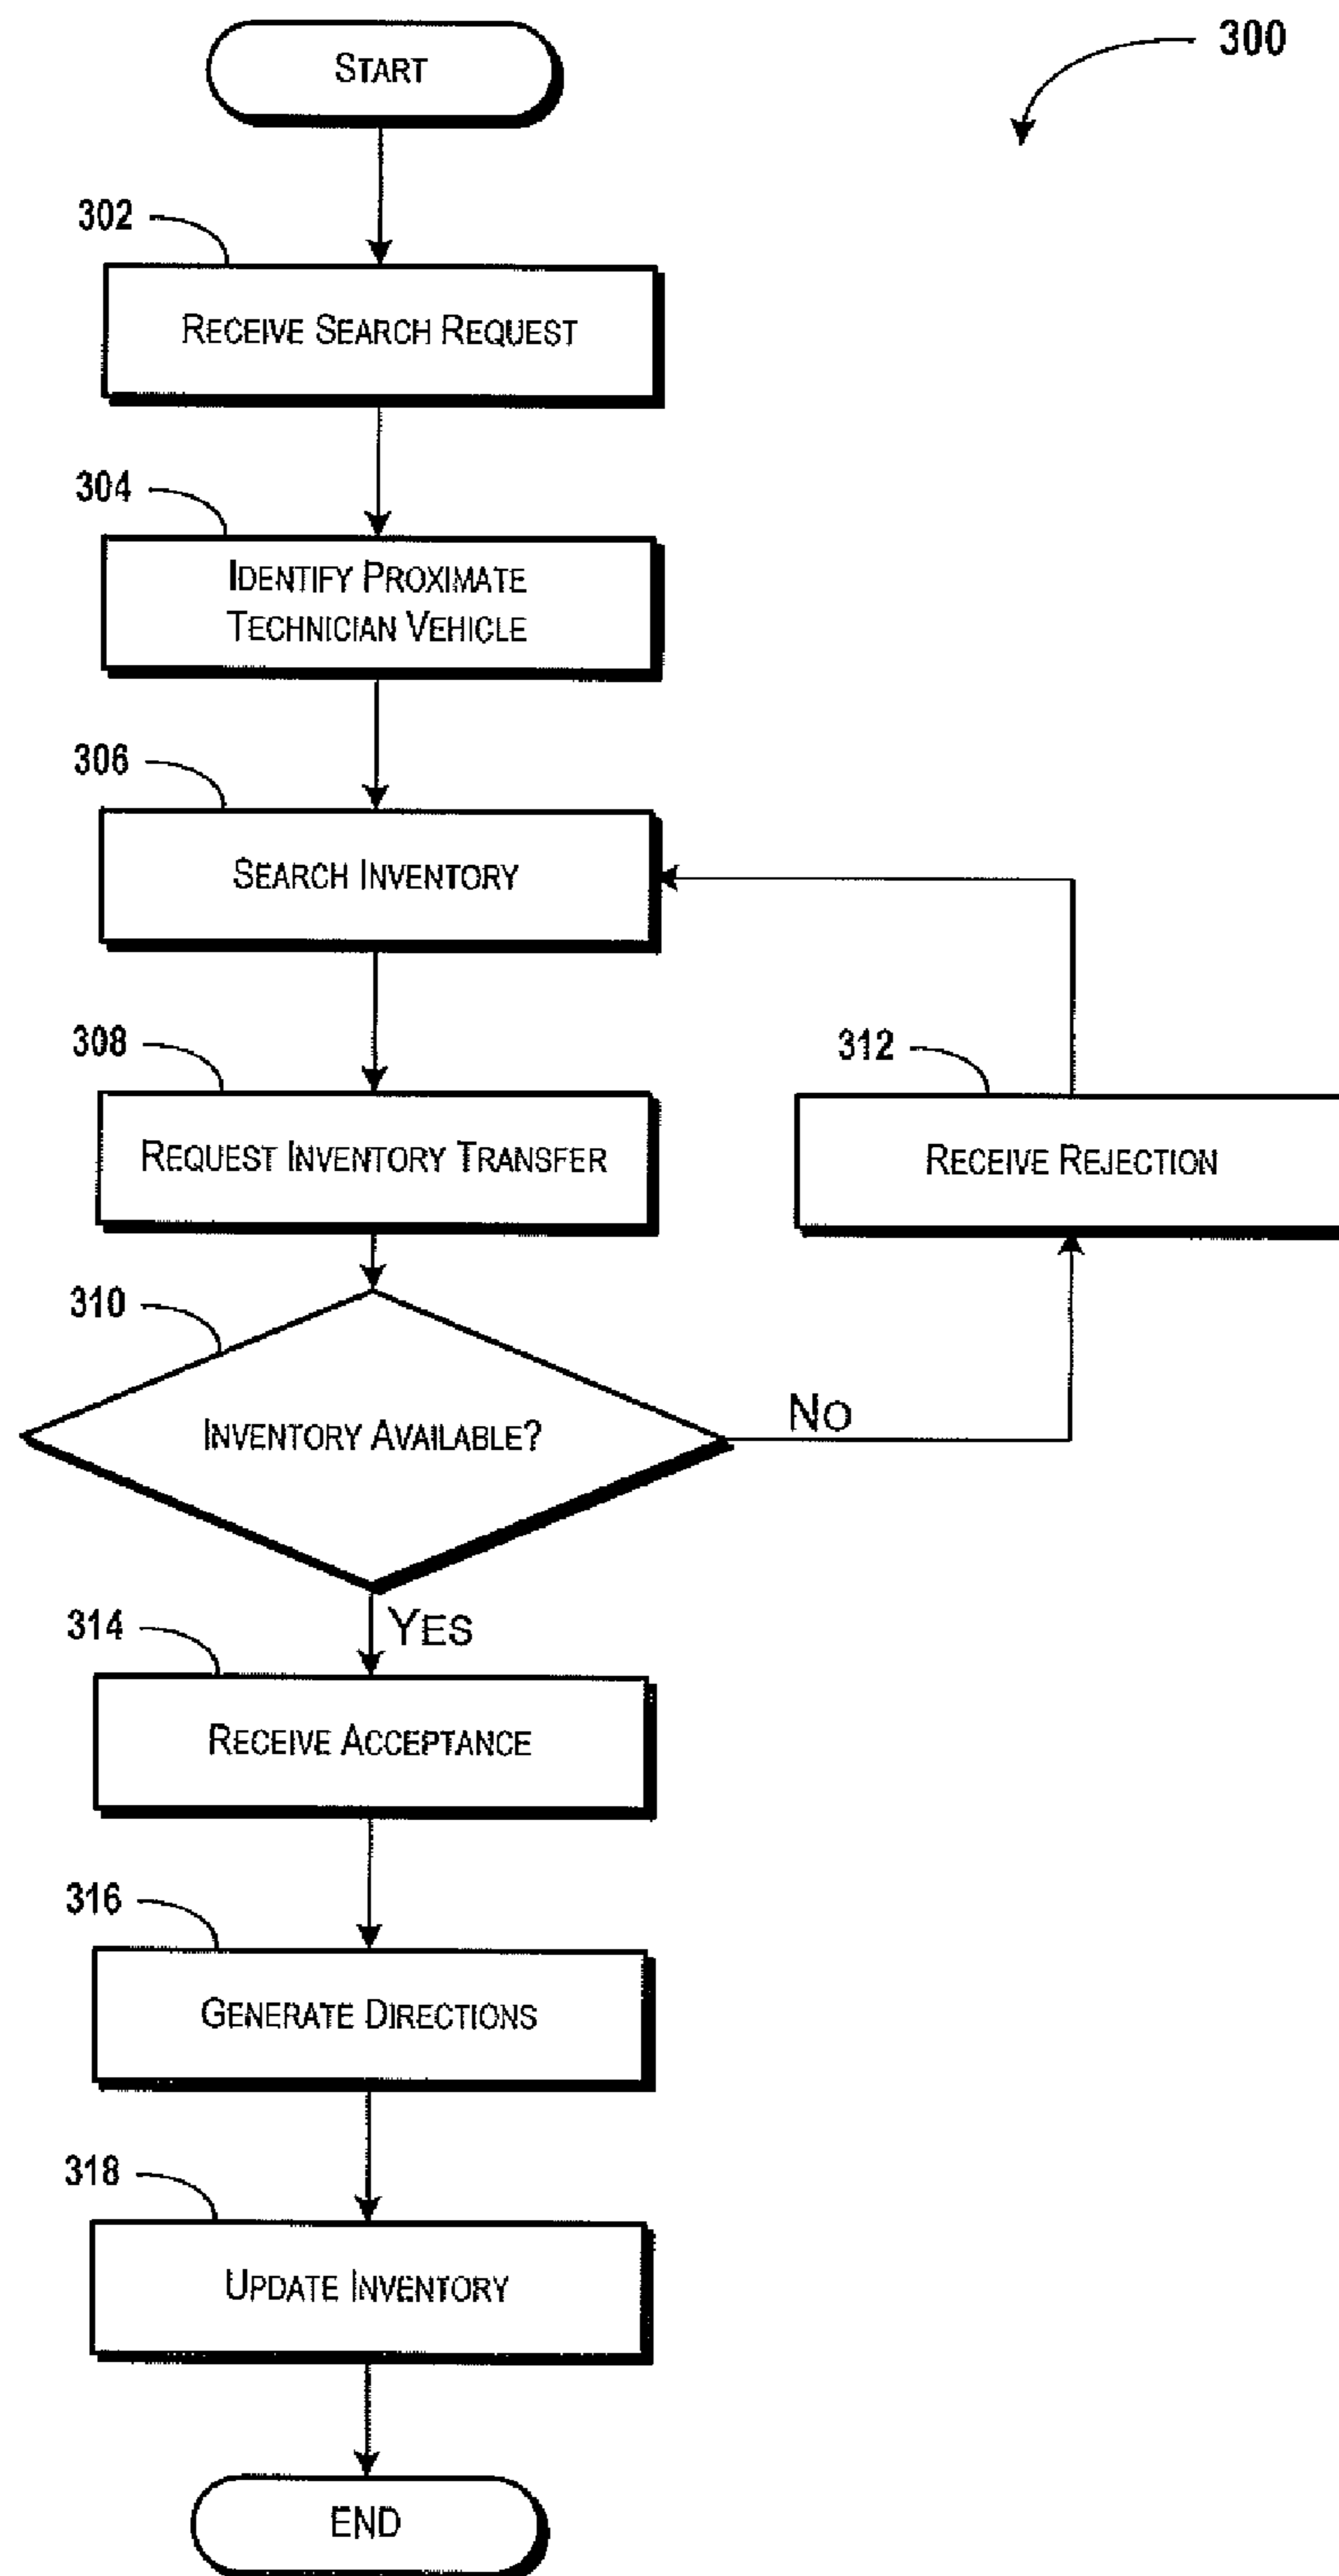 START
300
302
RECEIVE SEARCH REQUEST
304
IDENTIFY PROXIMATE
TECHNICIAN VEHICLE
306
SEARCH INVENTORY
308
REQUEST INVENTORY TRANSFER
312
RECEIVE REJECTION
310
INVENTORY AVAILABLE?
NO
YES
314
RECEIVE ACCEPTANCE
316
GENERATE DIRECTIONS
318
UPDATE INVENTORY
END